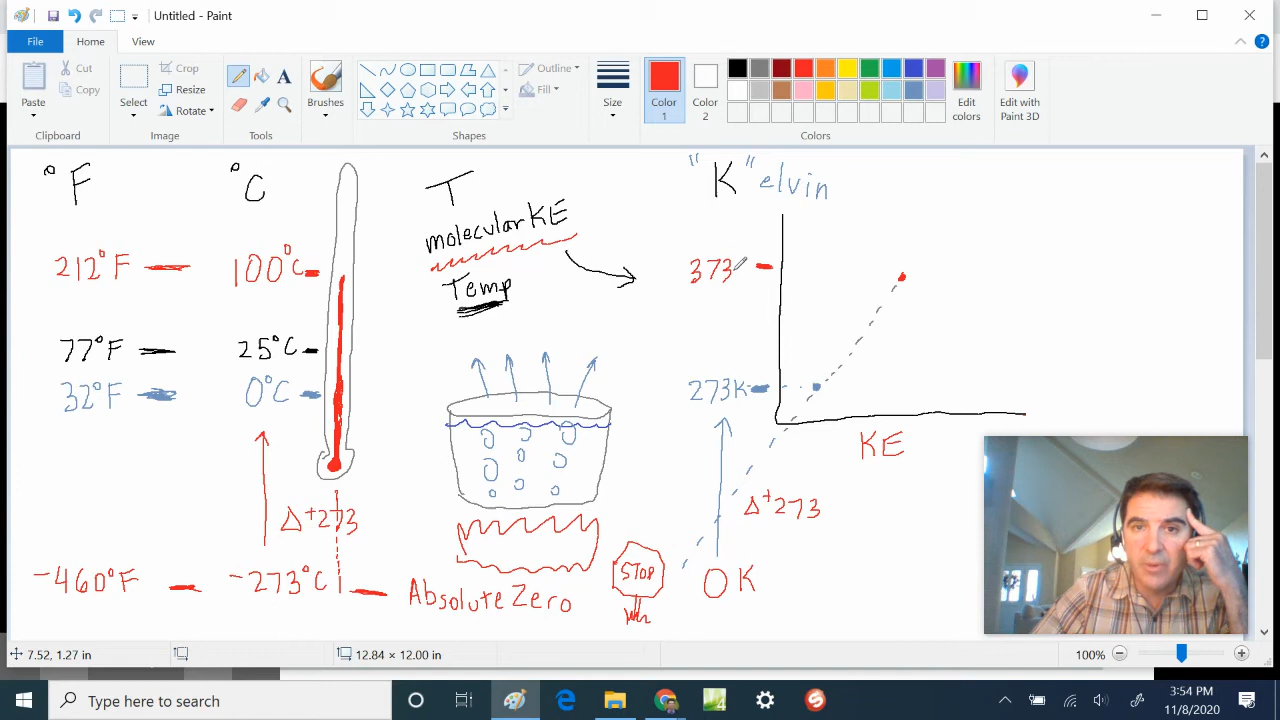 Untitled - Paint
File
Home
View
Cut
Copy
Paste
Clipboard
Crop
Resize
Rotate
Select
Image
A
Tools
Brushes
Outline
Fill
Shapes
Size
Color 1
Color 2
Edit colors
Edit with Paint 3D
Colors
°F
°C
T
"K"elvin
molecular KE
Temp
212°F
100°C
373
77°F
25°C
32°F
0°C
273K
KE
Δ+273
Δ+273
-460°F
-273°C
Absolute Zero
STOP
0 K
7.52, 1.27 in
12.84 × 12.00 in
100%
Type here to search
3:54 PM
11/8/2020